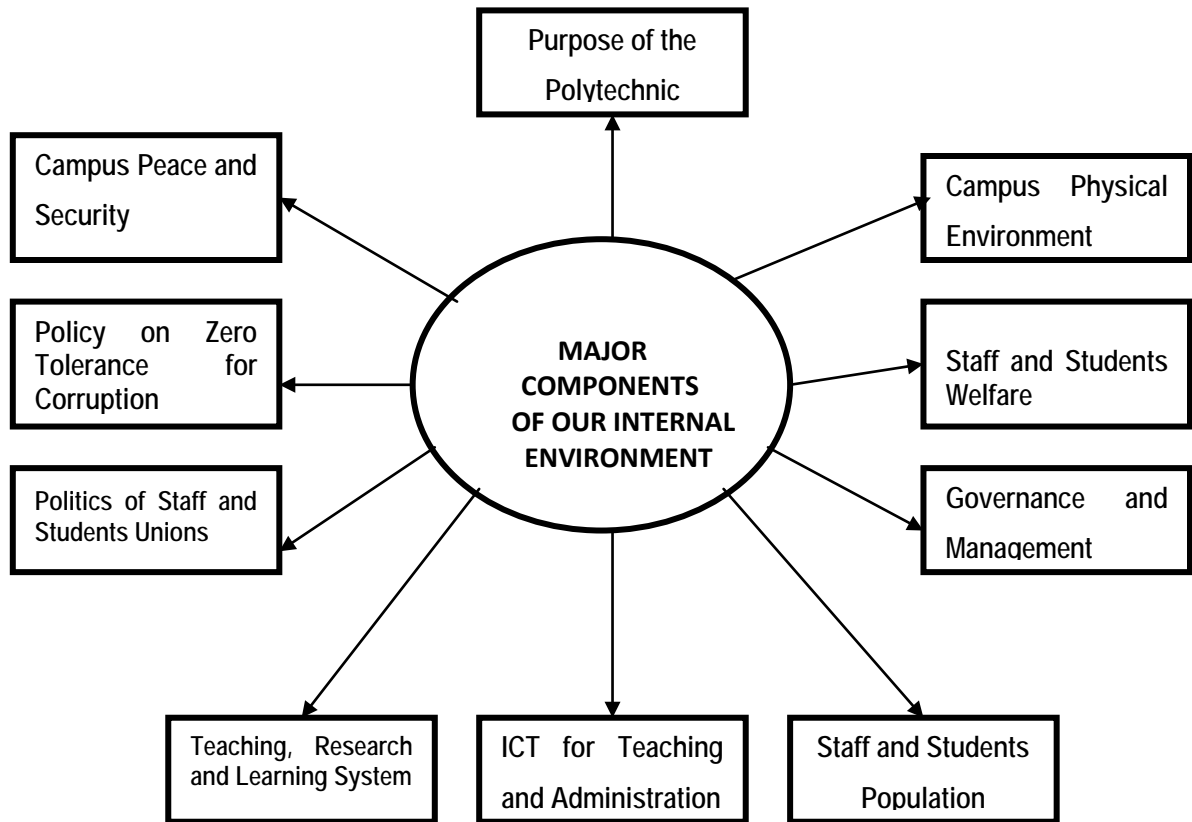 Purpose of the
Polytechnic
Campus Peace and
Security
Campus Physical
Environment
Policy on Zero
Tolerance for
Corruption
MAJOR
COMPONENTS
OF OUR INTERNAL
ENVIRONMENT
Staff and Students
Welfare
Politics of Staff and
Students Unions
Governance and
Management
Teaching, Research
and Learning System
ICT for Teaching
and Administration
Staff and Students
Population